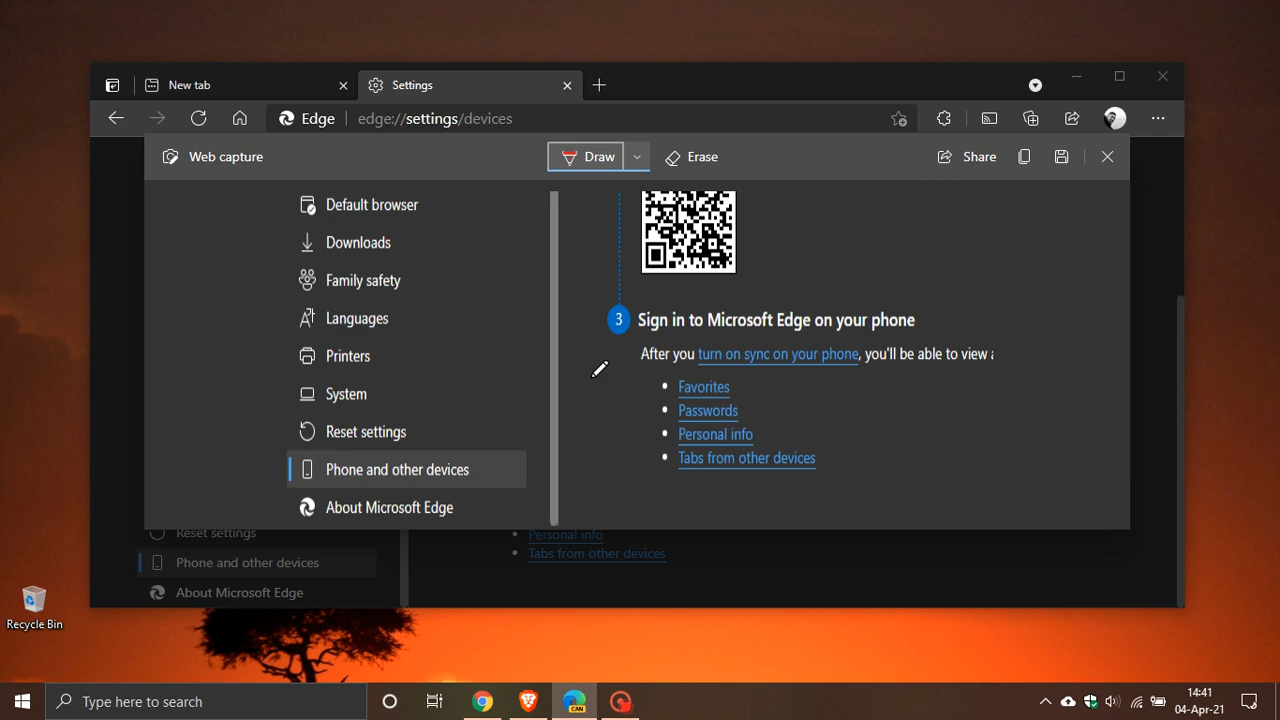 New tab
Settings
Edge
edge://settings/devices
Web capture
Draw
Erase
Share
Default browser
Downloads
Family safety
Languages
Printers
System
Reset settings
Phone and other devices
About Microsoft Edge
3 Sign in to Microsoft Edge on your phone
After you turn on sync on your phone, you'll be able to view
Favorites
Passwords
Personal info
Tabs from other devices
Reset settings
Phone and other devices
About Microsoft Edge
Personal info
Tabs from other devices
Recycle Bin
Type here to search
CAN
14:41
04-Apr-21